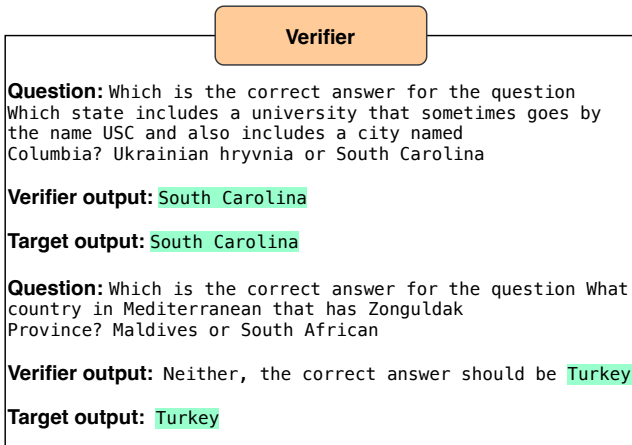 Verifier
Question: Which is the correct answer for the question
Which state includes a university that sometimes goes by
the name USC and also includes a city named
Columbia? Ukrainian hryvnia or South Carolina
Verifier output: South Carolina
Target output: South Carolina
Question: Which is the correct answer for the question What
country in Mediterranean that has Zonguldak
Province? Maldives or South African
Verifier output: Neither, the correct answer should be Turkey
Target output: Turkey